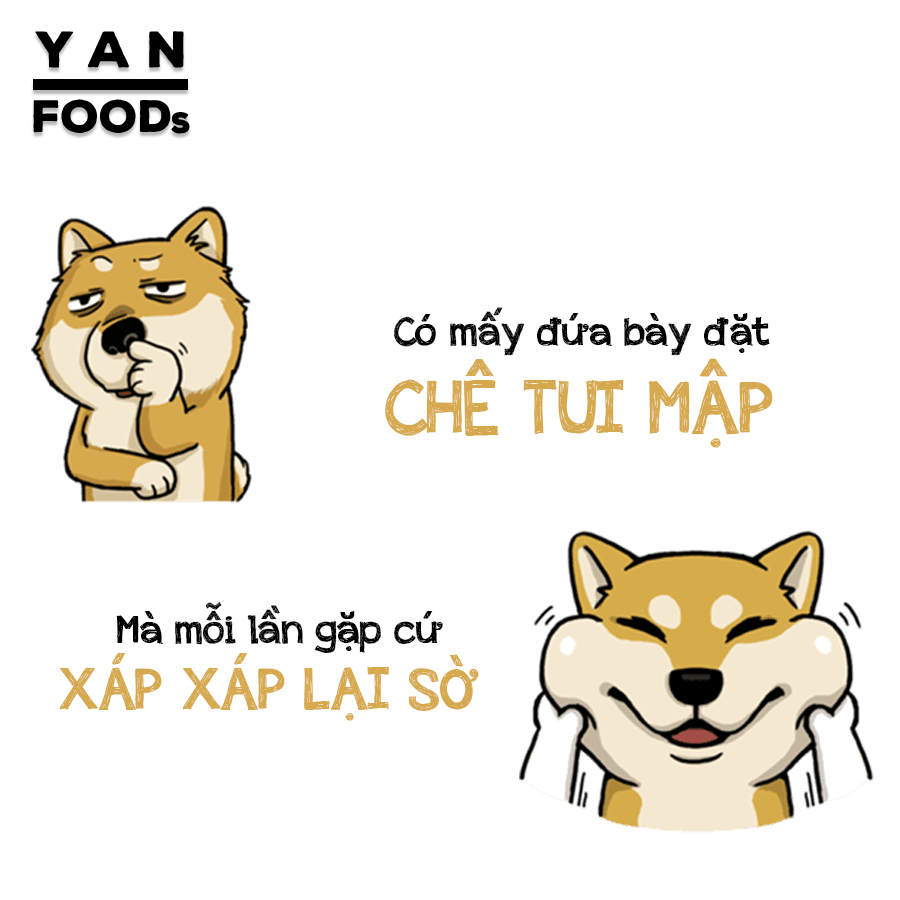 YAN
FOODs
Có mấy đứa bày đặt
CHÊ TUI MẬP
Mà mỗi lần gặp cứ
XÁP XÁP LẠI SỜ